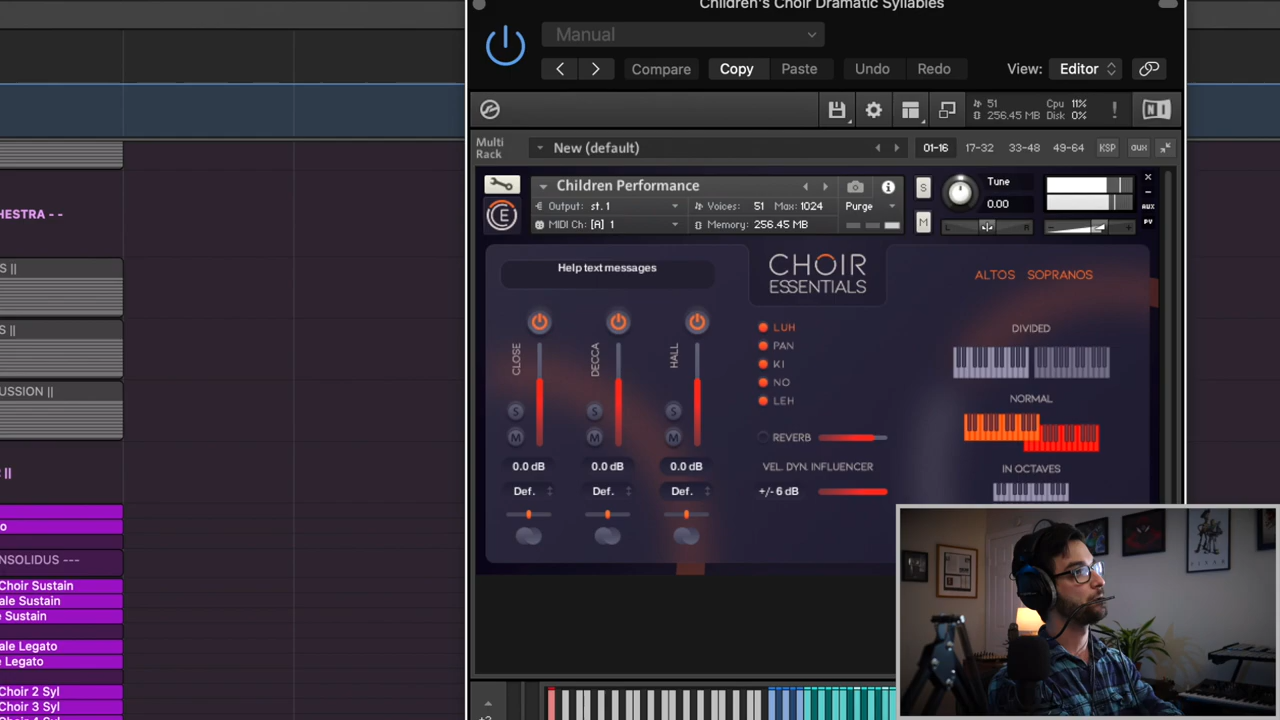 Children's Choir Dramatic Syllables
Manual
Compare Copy Paste Undo Redo View: Editor
51 Cpu 11%
256.45 MB Disk 0%
Multi Rack
New (default)
01-16 17-32 33-48 49-64 KSP aux
Children Performance
Output: st.1 Voices: 51 Max: 1024 Purge
MIDI Ch: [A] 1 Memory: 256.45 MB
S
M
Tune
0.00
L R
AUX
PV
Help text messages
CHOIR
ESSENTIALS
ALTOS SOPRANOS
CLOSE
DECCA
HALL
S S S
M M M
0.0 dB 0.0 dB 0.0 dB
Def. Def. Def.
LUH
PAN
KI
NO
LEH
REVERB
VEL. DYN. INFLUENCER
+/- 6 dB
DIVIDED
NORMAL
IN OCTAVES
HESTRA - -
S ||
S ||
USSION ||
||
NSOLIDUS ---
Choir Sustain
ale Sustain
e Sustain
ale Legato
e Legato
Choir 2 Syl
Choir 3 Syl